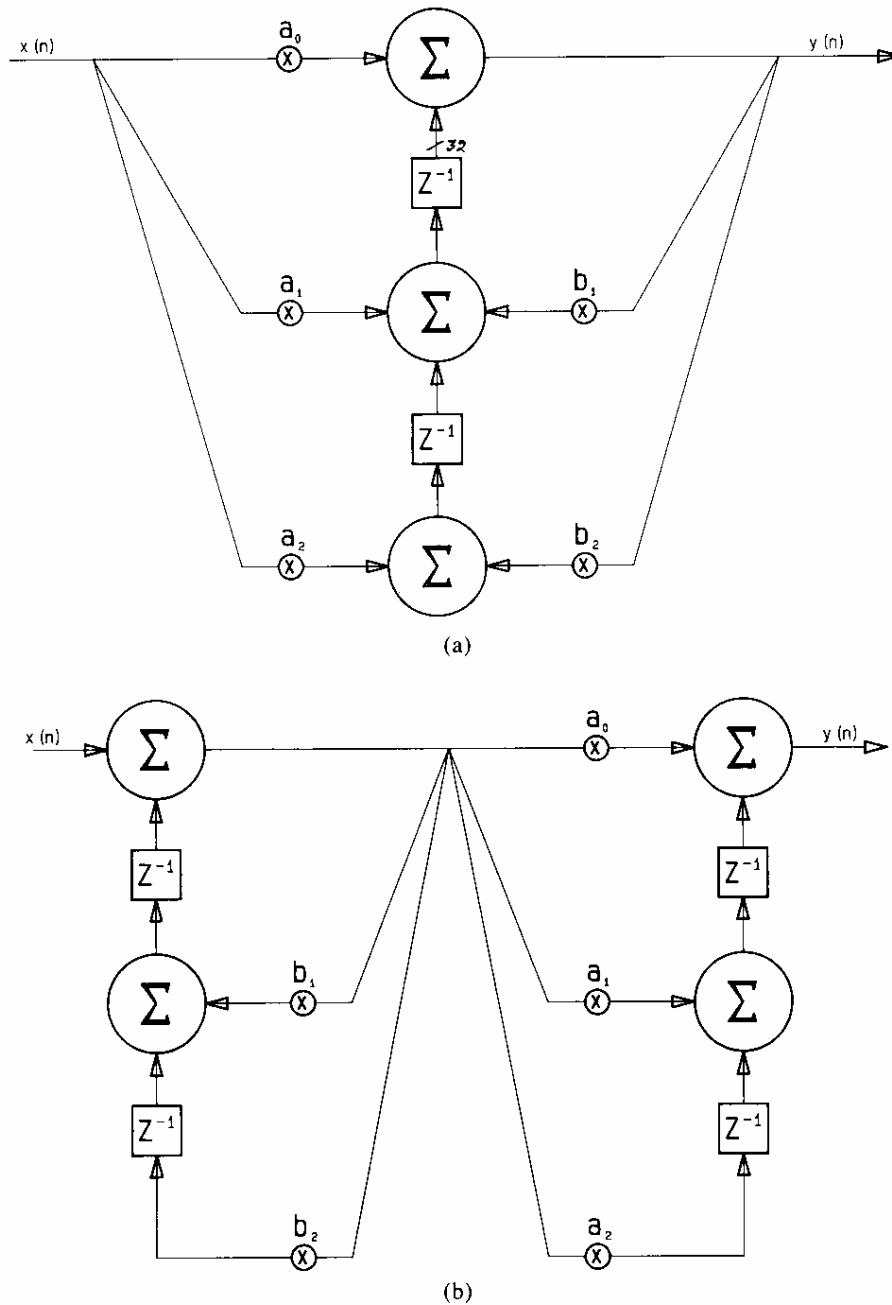 x (n) a₀ Σ y (n)
32
Z⁻¹
a₁ Σ b₁
Z⁻¹
a₂ Σ b₂
(a)
x (n) Σ a₀ Σ y (n)
Z⁻¹ Z⁻¹
Σ b₁ a₁ Σ
Z⁻¹ Z⁻¹
b₂ a₂
(b)